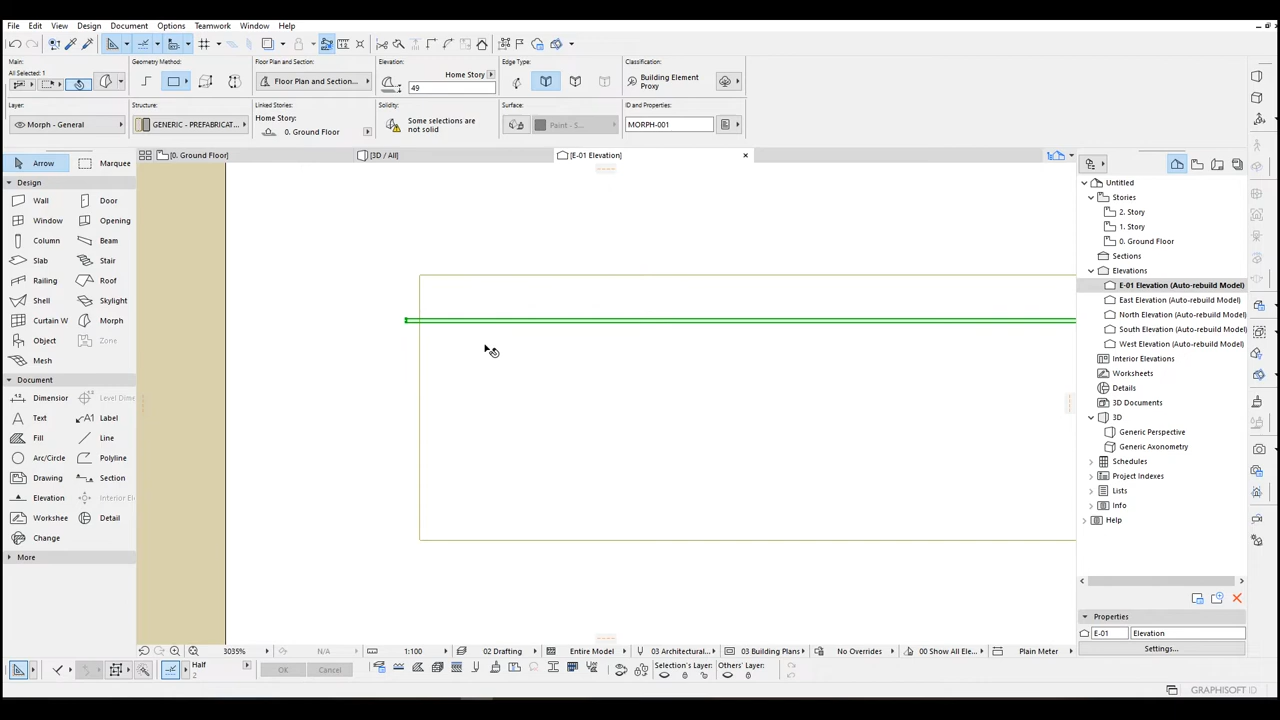 File Edit View Design Document Options Teamwork Window Help
Main:
All Selected: 1
Geometry Method:
Floor Plan and Section:
Floor Plan and Section...
Elevation:
Home Story
49
Edge Type:
Classification:
Building Element
Proxy
Layer:
Morph - General
Structure:
GENERIC - PREFABRICAT...
Linked Stories:
Home Story:
0. Ground Floor
Solidity:
Some selections are
not solid
Surface:
Paint - S...
ID and Properties:
MORPH-001
[0. Ground Floor] [3D / All] [E-01 Elevation]
Arrow Marquee
Design
Wall Door
Window Opening
Column Beam
Slab Stair
Railing Roof
Shell Skylight
Curtain W Morph
Object Zone
Mesh
Document
Dimension Level Dime
Text Label
Fill Line
Arc/Circle Polyline
Drawing Section
Elevation Interior El
Workshee Detail
Change
More
Untitled
Stories
2. Story
1. Story
0. Ground Floor
Sections
Elevations
E-01 Elevation (Auto-rebuild Model)
East Elevation (Auto-rebuild Model)
North Elevation (Auto-rebuild Model)
South Elevation (Auto-rebuild Model)
West Elevation (Auto-rebuild Model)
Interior Elevations
Worksheets
Details
3D Documents
3D
Generic Perspective
Generic Axonometry
Schedules
Project Indexes
Lists
Info
Help
Properties
E-01 Elevation
Settings...
3035% N/A 1:100 02 Drafting Entire Model 03 Architectural... 03 Building Plans No Overrides 00 Show All Ele... Plain Meter
Half
2
OK Cancel
Selection's Layer: Others' Layer:
GRAPHISOFT ID